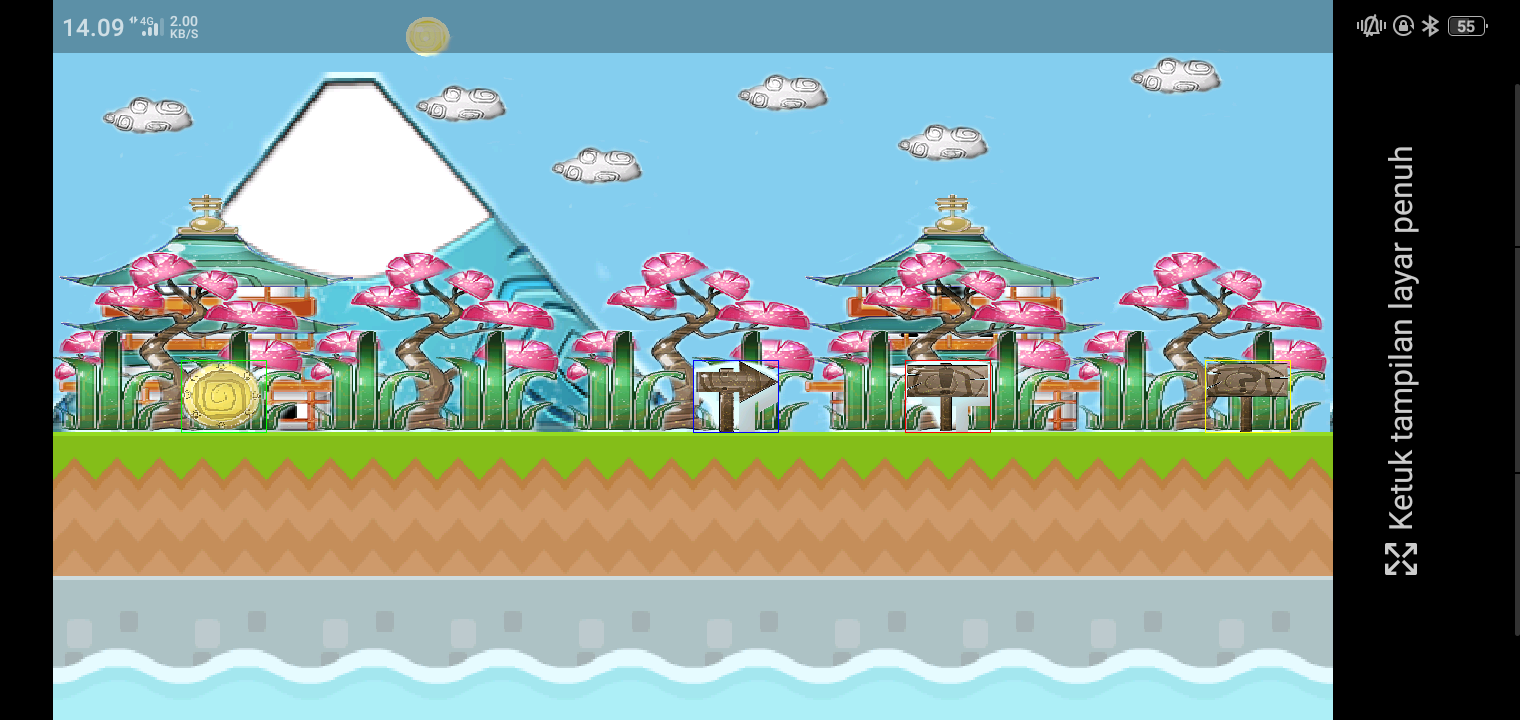 14.09 4G 2.00
KB/S
55
Ketuk tampilan layar penuh
!
?